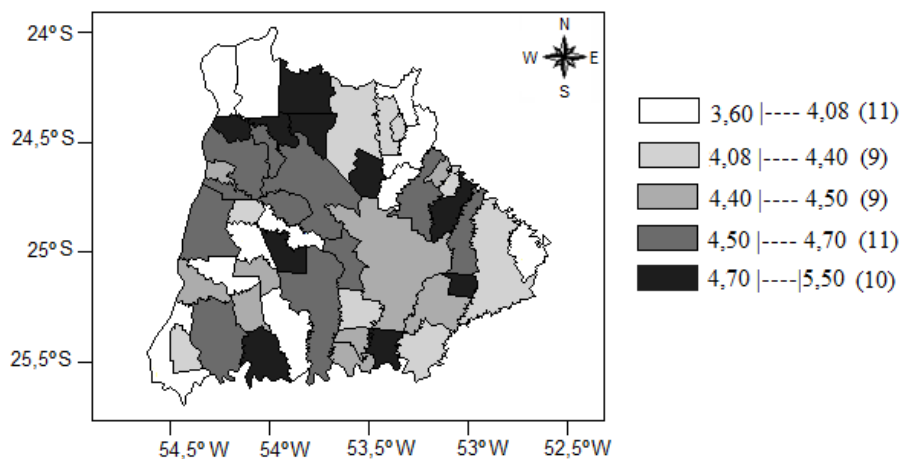 24°S
24,5°S
25°S
25,5°S
N
W E
S
54,5° W 54° W 53,5° W 53° W 52,5° W
3,60 |---- 4,08 (11)
4,08 |---- 4,40 (9)
4,40 |---- 4,50 (9)
4,50 |---- 4,70 (11)
4,70 |----|5,50 (10)